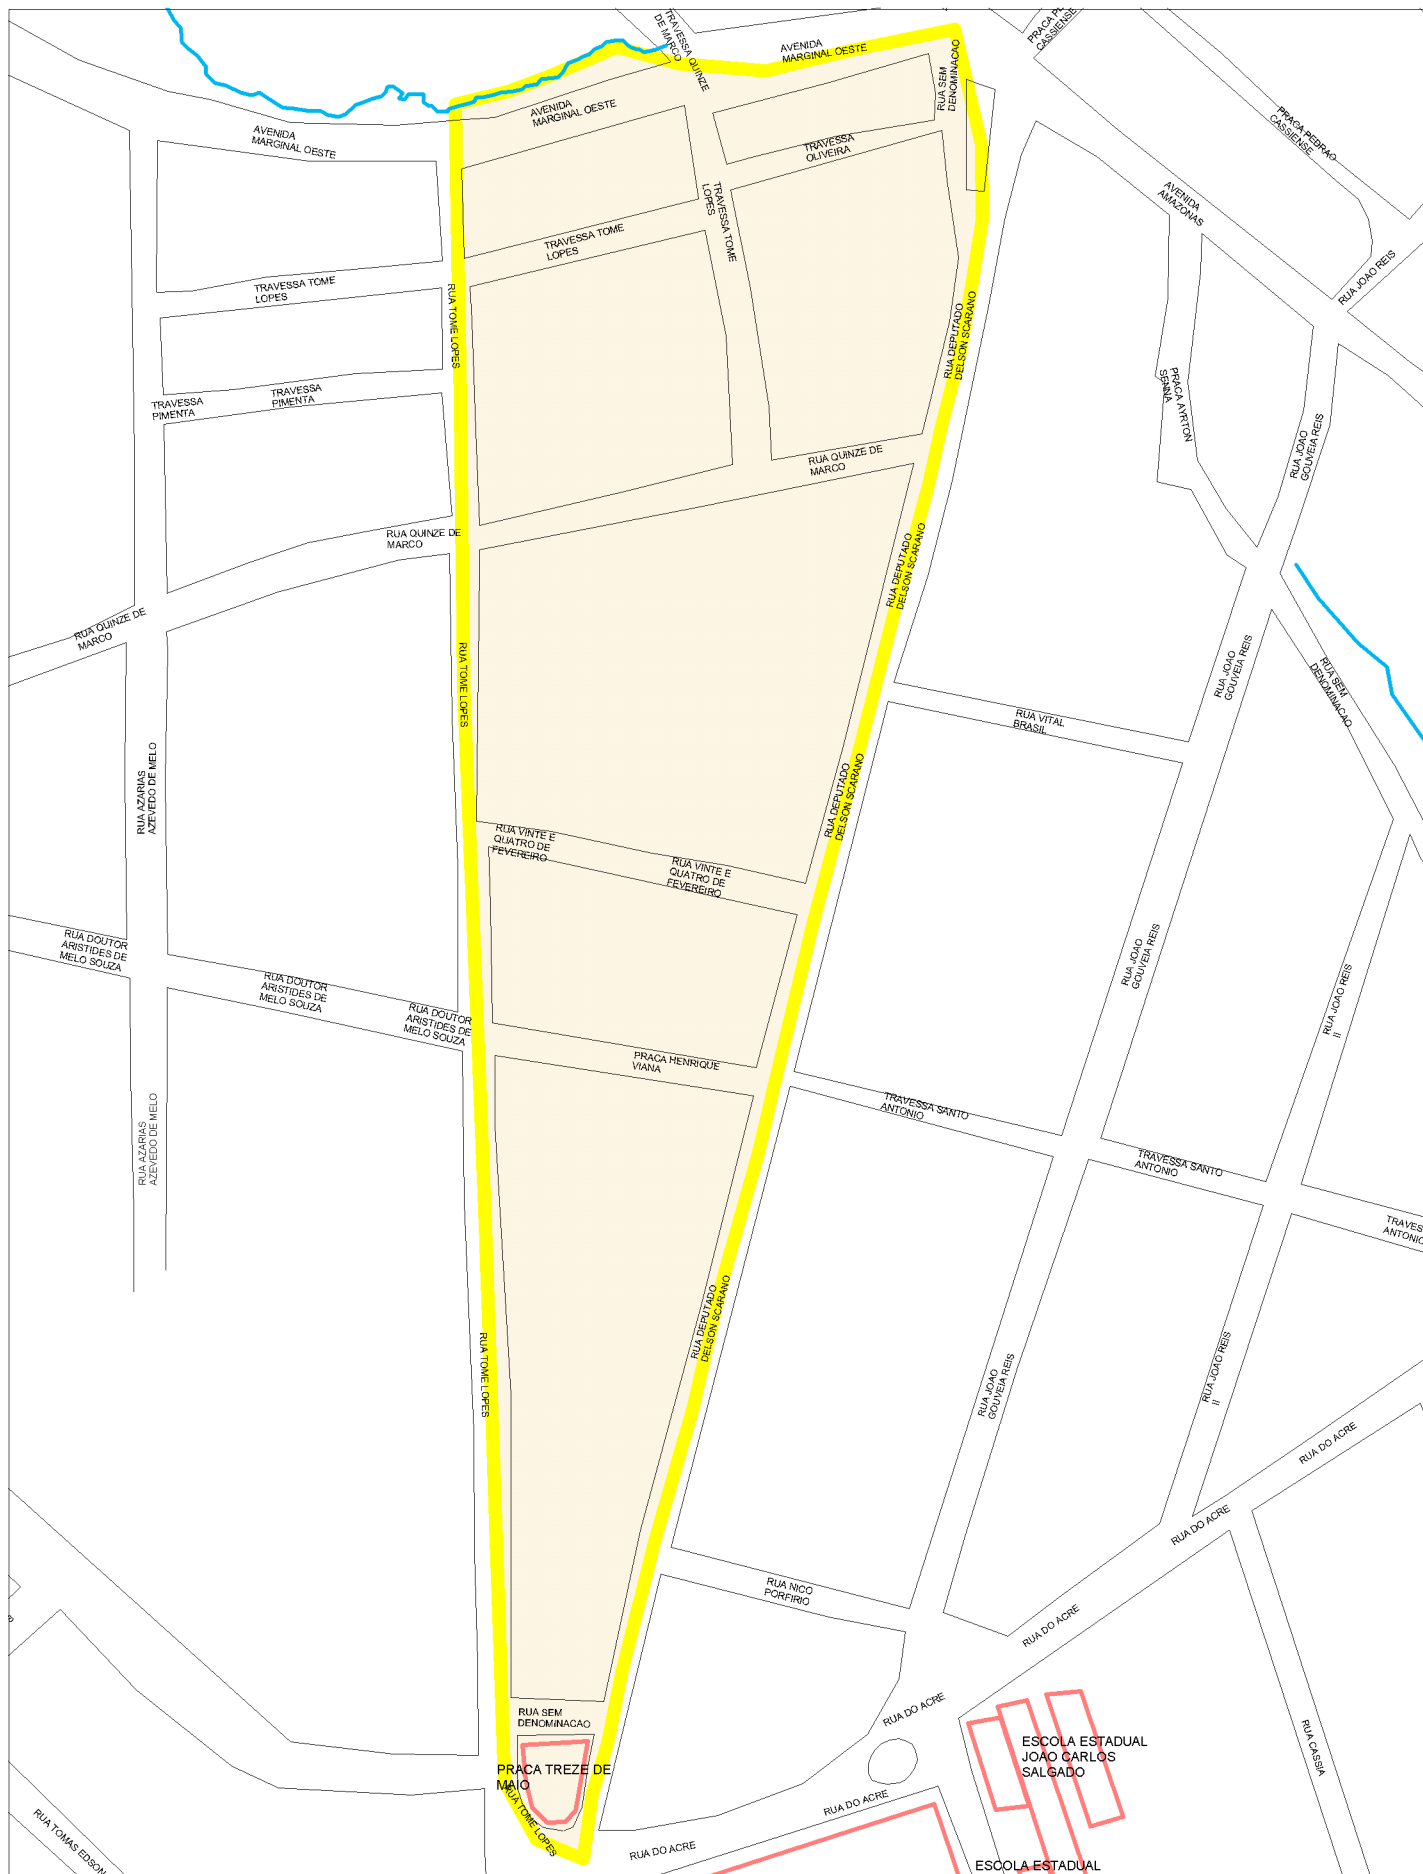 TRAVESSA QUINZE
DE MARCO
PRACA
CASSIENSE
AVENIDA
MARGINAL OESTE
RUA SEM
DENOMINACAO
AVENIDA
MARGINAL OESTE
AVENIDA
MARGINAL OESTE
TRAVESSA
OLIVEIRA
PRACA PEDRAO
CASSIENSE
AVENIDA
AMAZONAS
TRAVESSA TOME
LOPES
TRAVESSA TOME
LOPES
TRAVESSA TOME
LOPES
RUA JOAO REIS
RUA TOME LOPES
RUA DEPUTADO
DELSON SCARANO
TRAVESSA
PIMENTA
TRAVESSA
PIMENTA
PRACA AYRTON
SENNA
RUA JOAO
GOUVEIA REIS
RUA QUINZE DE
MARCO
RUA QUINZE DE
MARCO
RUA DEPUTADO
DELSON SCARANO
RUA QUINZE DE
MARCO
RUA TOME LOPES
RUA JOAO
GOUVEIA REIS
RUA SEM
DENOMINACAO
RUA VITAL
BRASIL
RUA AZARIAS
AZEVEDO DE MELO
RUA DEPUTADO
DELSON SCARANO
RUA VINTE E
QUATRO DE
FEVEREIRO
RUA VINTE E
QUATRO DE
FEVEREIRO
RUA DOUTOR
ARISTIDES DE
MELO SOUZA
RUA DOUTOR
ARISTIDES DE
MELO SOUZA
RUA DOUTOR
ARISTIDES DE
MELO SOUZA
RUA JOAO
GOUVEIA REIS
RUA JOAO REIS
II
PRACA HENRIQUE
VIANA
TRAVESSA SANTO
ANTONIO
RUA AZARIAS
AZEVEDO DE MELO
TRAVESSA SANTO
ANTONIO
TRAVES
ANTONIO
RUA DEPUTADO
DELSON SCARANO
RUA TOME LOPES
RUA JOAO
GOUVEIA REIS
RUA JOAO REIS
II
RUA DO ACRE
RUA DO ACRE
RUA NICO
PORFIRIO
RUA DO ACRE
RUA DO ACRE
RUA SEM
DENOMINACAO
ESCOLA ESTADUAL
JOAO CARLOS
SALGADO
RUA CASSIA
PRACA TREZE DE
MAIO
RUA TOME LOPES
RUA DO ACRE
RUA TOMAS EDSON
RUA DO ACRE
ESCOLA ESTADUAL